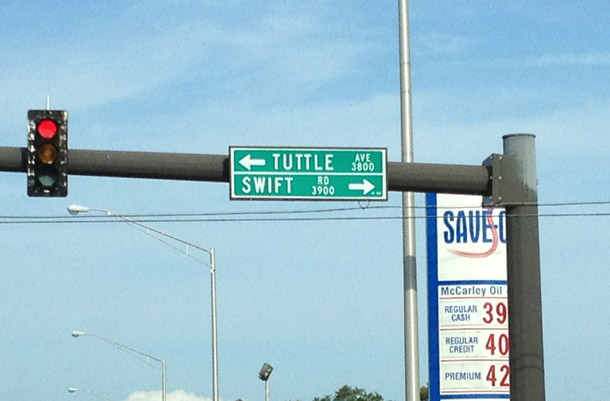 TUTTLE AVE 3800
SWIFT RD 3900
SAVE
McCarley Oil
REGULAR CASH 39
REGULAR CREDIT 40
PREMIUM 42